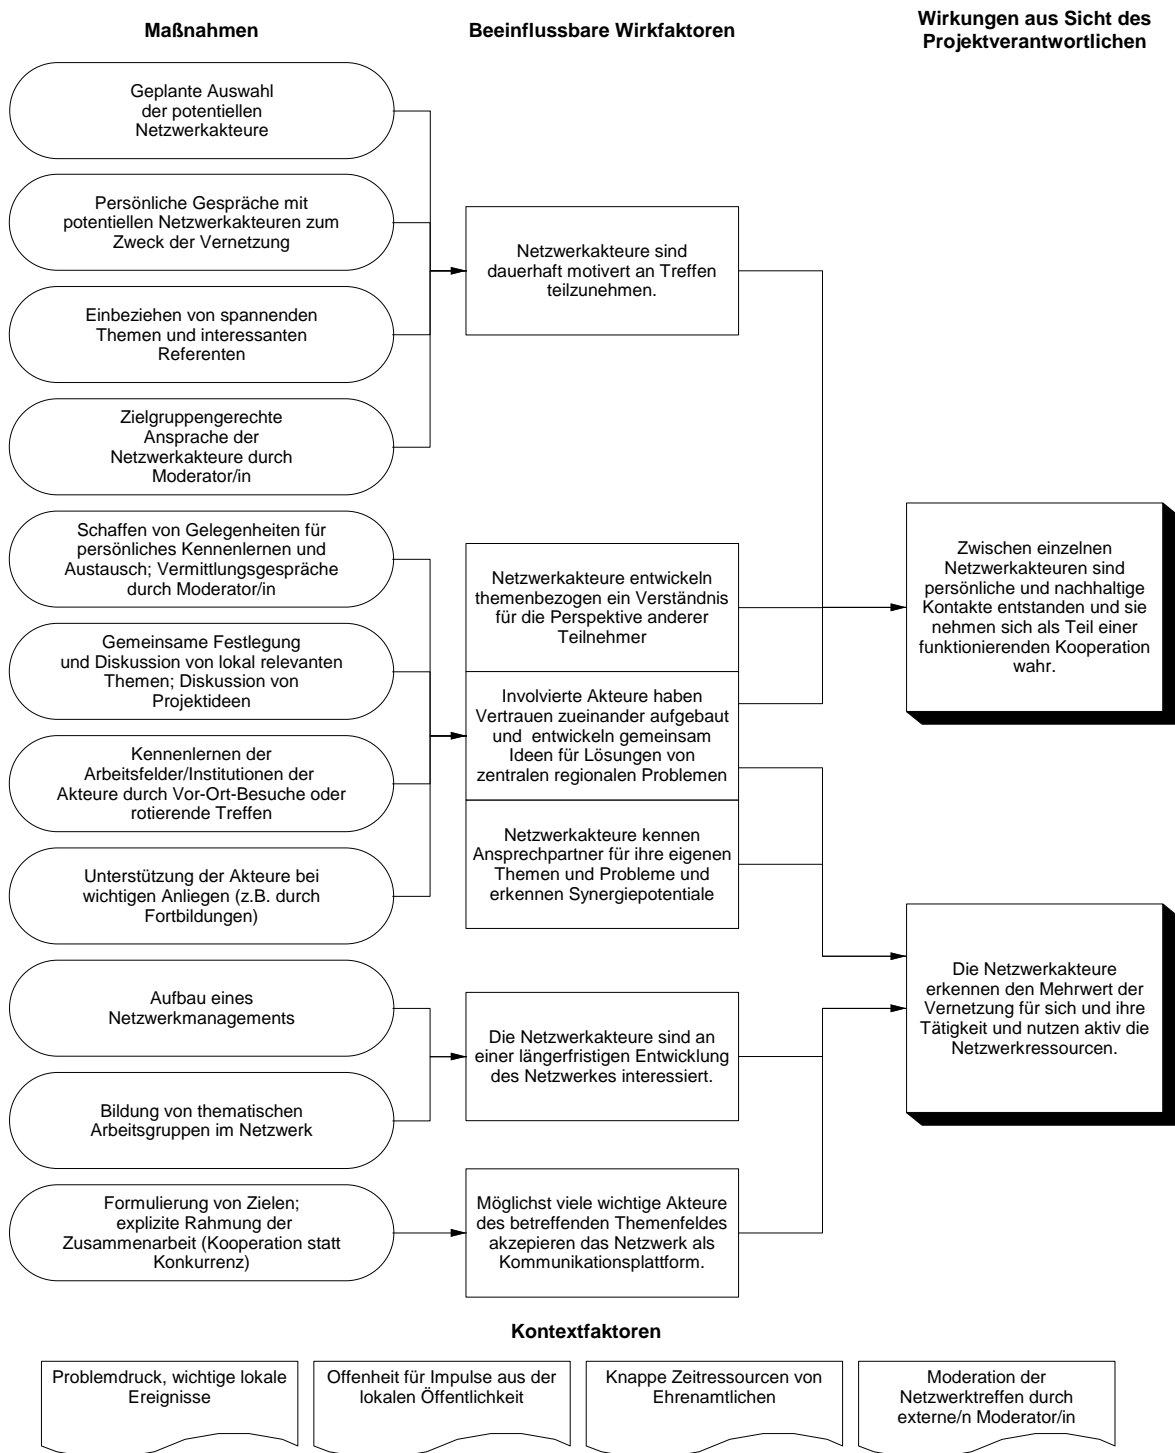 Maßnahmen
Beeinflussbare Wirkfaktoren
Wirkungen aus Sicht des
Projektverantwortlichen
Geplante Auswahl
der potentiellen
Netzwerkakteure
Persönliche Gespräche mit
potentiellen Netzwerkakteuren zum
Zweck der Vernetzung
Einbeziehen von spannenden
Themen und interessanten
Referenten
Zielgruppengerechte
Ansprache der
Netzwerkakteure durch
Moderator/in
Schaffen von Gelegenheiten für
persönliches Kennenlernen und
Austausch; Vermittlungsgespräche
durch Moderator/in
Gemeinsame Festlegung
und Diskussion von lokal relevanten
Themen; Diskussion von
Projektideen
Kennenlernen der
Arbeitsfelder/Institutionen der
Akteure durch Vor-Ort-Besuche oder
rotierende Treffen
Unterstützung der Akteure bei
wichtigen Anliegen (z.B. durch
Fortbildungen)
Aufbau eines
Netzwerkmanagements
Bildung von thematischen
Arbeitsgruppen im Netzwerk
Formulierung von Zielen;
explizite Rahmung der
Zusammenarbeit (Kooperation statt
Konkurrenz)
Netzwerkakteure sind
dauerhaft motivert an Treffen
teilzunehmen.
Netzwerkakteure entwickeln
themenbezogen ein Verständnis
für die Perspektive anderer
Teilnehmer
Involvierte Akteure haben
Vertrauen zueinander aufgebaut
und entwickeln gemeinsam
Ideen für Lösungen von
zentralen regionalen Problemen
Netzwerkakteure kennen
Ansprechpartner für ihre eigenen
Themen und Probleme und
erkennen Synergiepotentiale
Die Netzwerkakteure sind an
einer längerfristigen Entwicklung
des Netzwerkes interessiert.
Möglichst viele wichtige Akteure
des betreffenden Themenfeldes
akzepieren das Netzwerk als
Kommunikationsplattform.
Zwischen einzelnen
Netzwerkakteuren sind
persönliche und nachhaltige
Kontakte entstanden und sie
nehmen sich als Teil einer
funktionierenden Kooperation
wahr.
Die Netzwerkakteure
erkennen den Mehrwert der
Vernetzung für sich und ihre
Tätigkeit und nutzen aktiv die
Netzwerkressourcen.
Kontextfaktoren
Problemdruck, wichtige lokale
Ereignisse
Offenheit für Impulse aus der
lokalen Öffentlichkeit
Knappe Zeitressourcen von
Ehrenamtlichen
Moderation der
Netzwerktreffen durch
externe/n Moderator/in